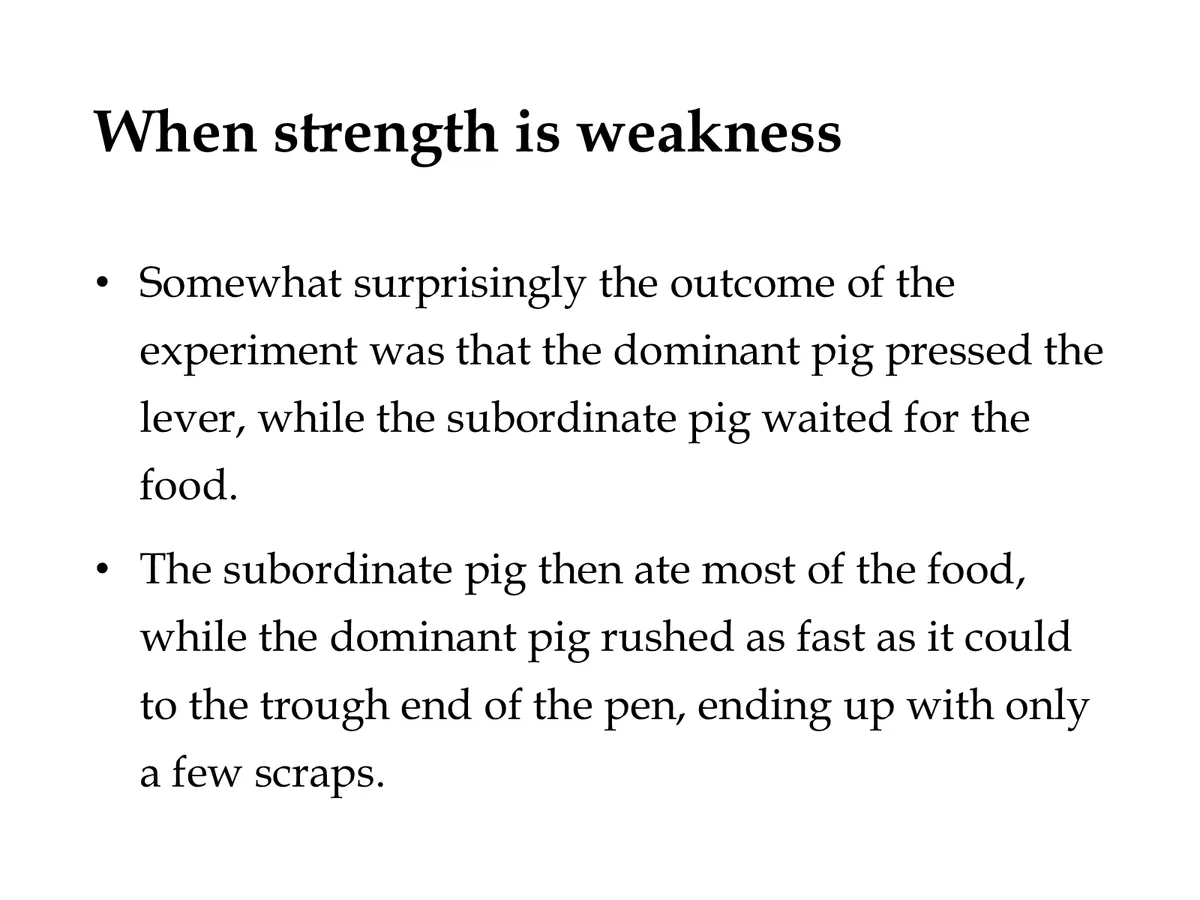 When strength is weakness
• Somewhat surprisingly the outcome of the
experiment was that the dominant pig pressed the
lever, while the subordinate pig waited for the
food.
• The subordinate pig then ate most of the food,
while the dominant pig rushed as fast as it could
to the trough end of the pen, ending up with only
a few scraps.